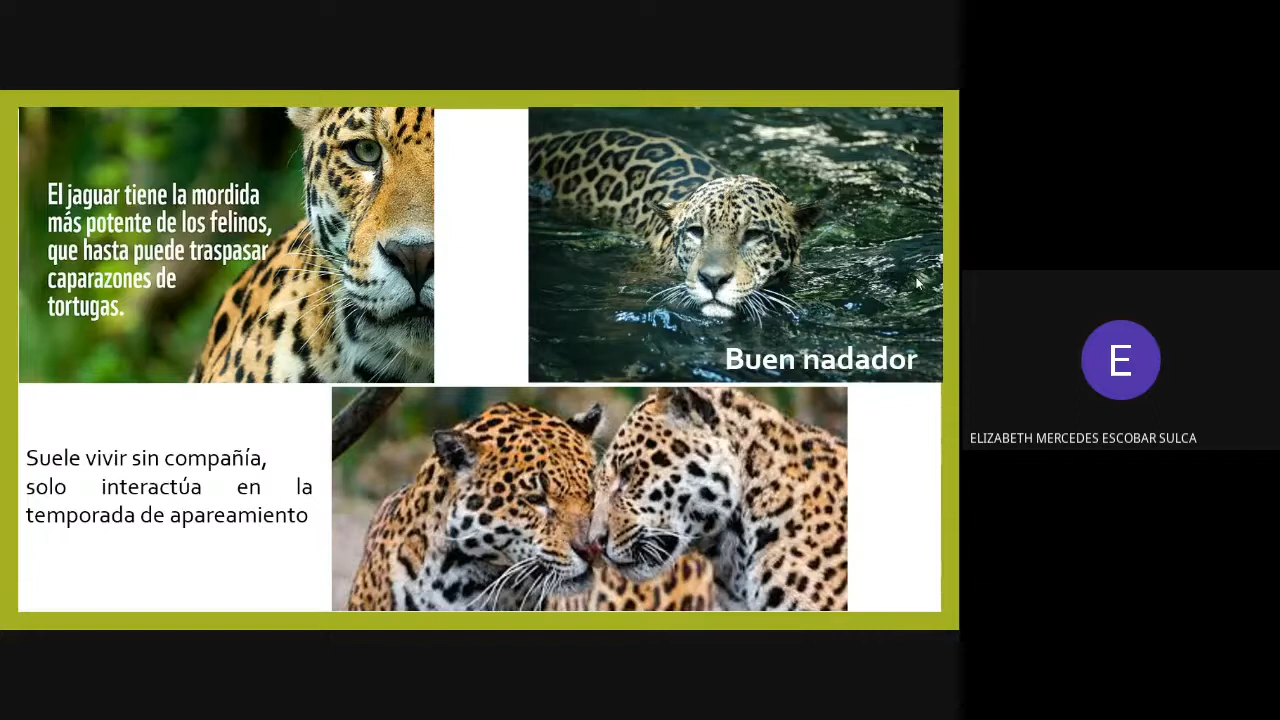 El jaguar tiene la mordida
más potente de los felinos,
que hasta puede traspasar
caparazones de
tortugas.
Buen nadador
Suele vivir sin compañía,
solo interactúa en la
temporada de apareamiento
E
ELIZABETH MERCEDES ESCOBAR SULCA